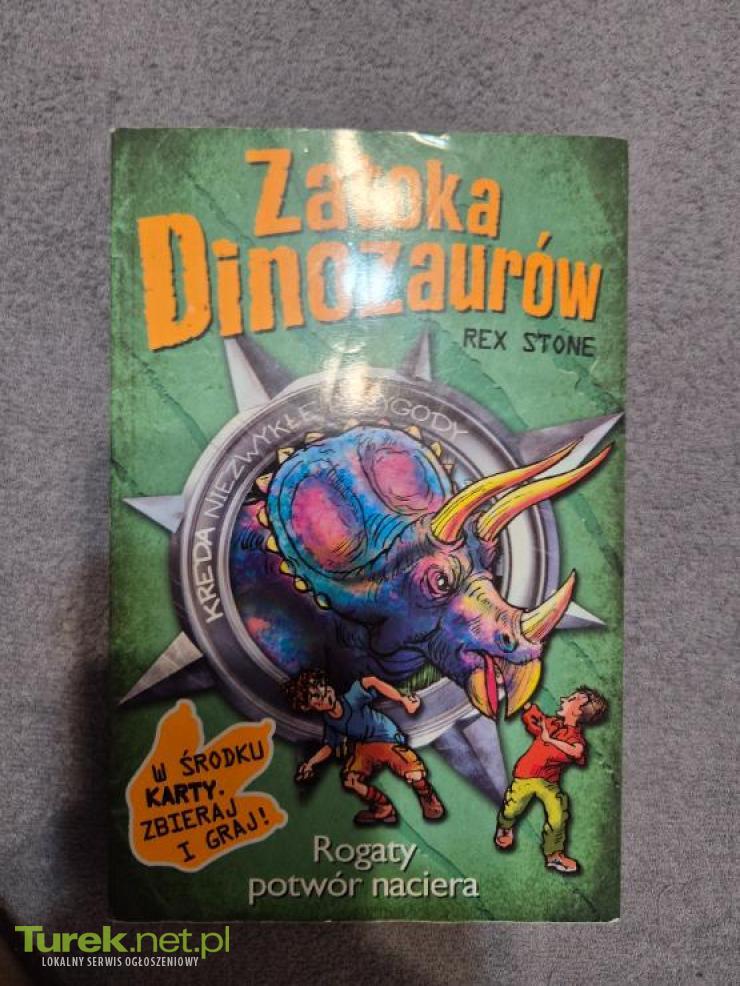 Zatoka
Dinozaurów
REX STONE
KREDA NIEZWYKŁE PRZYGODY
W ŚRODKU
KARTY.
ZBIERAJ
I GRAJ!
Rogaty
potwór naciera
Turek.net.pl
LOKALNY SERWIS OGŁOSZENIOWY